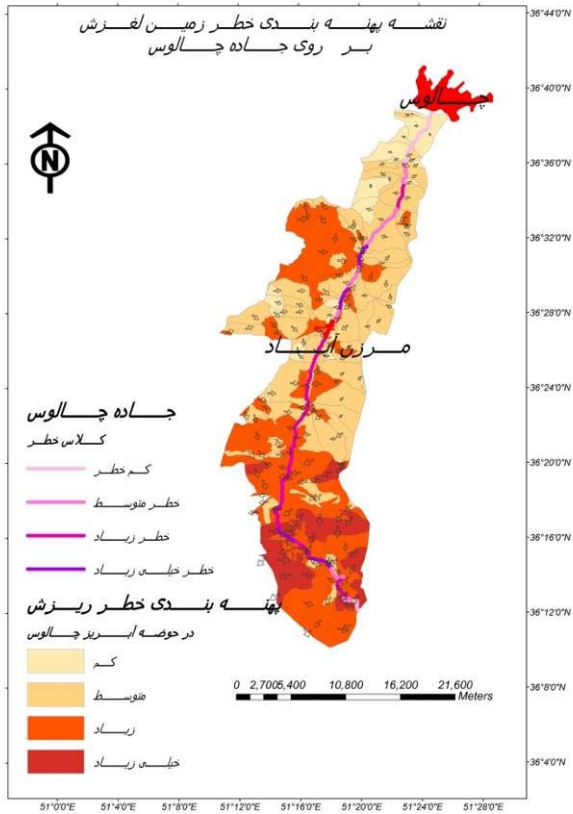 نقشه پهنه بندی خطر زمین لغزش
بر روی جاده چالوس
چالوس
N
مرزن آباد
جاده چالوس
کلاس خطر
کم خطر
خطر متوسط
خطر زیاد
خطر خیلی زیاد
پهنه بندی خطر ریزش
در حوضه آبریز چالوس
کم
متوسط
زیاد
خیلی زیاد
0 2,7005,400 10,800 16,200 21,600
Meters
36°44'0"N
36°40'0"N
36°36'0"N
36°32'0"N
36°28'0"N
36°24'0"N
36°20'0"N
36°16'0"N
36°12'0"N
36°8'0"N
36°4'0"N
51°0'0"E 51°4'0"E 51°8'0"E 51°12'0"E 51°16'0"E 51°20'0"E 51°24'0"E 51°28'0"E